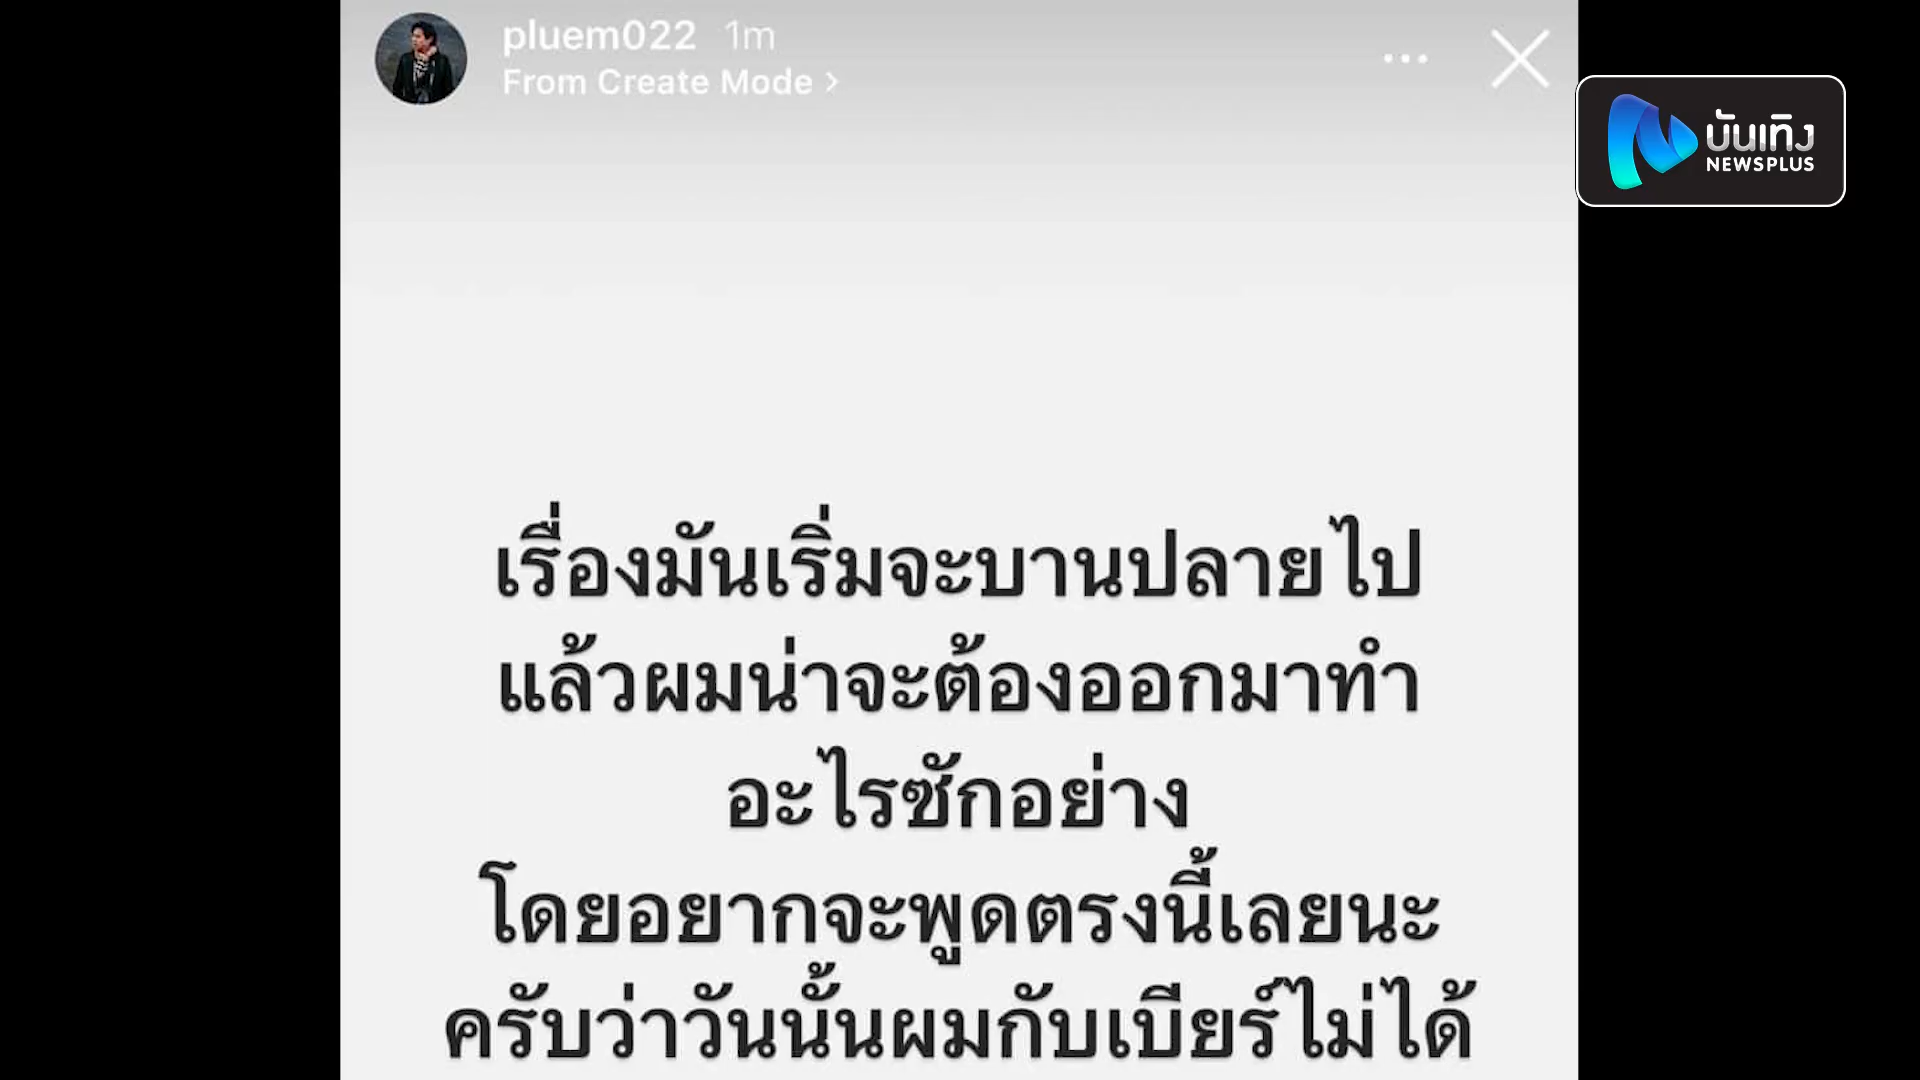 pluem022 1m
From Create Mode >
บันเทิง
NEWSPLUS
เรื่องมันเริ่มจะบานปลายไป
แล้วผมน่าจะต้องออกมาทำ
อะไรซักอย่าง
โดยอยากจะพูดตรงนี้เลยนะ
ครับว่าวันนั้นผมกับเบียร์ไม่ได้